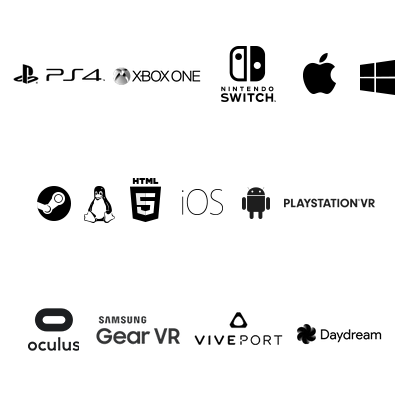 PS4
XBOX ONE
NINTENDO
SWITCH
HTML
5
iOS
PLAYSTATION VR
oculus
SAMSUNG
Gear VR
VIVEPORT
Daydream